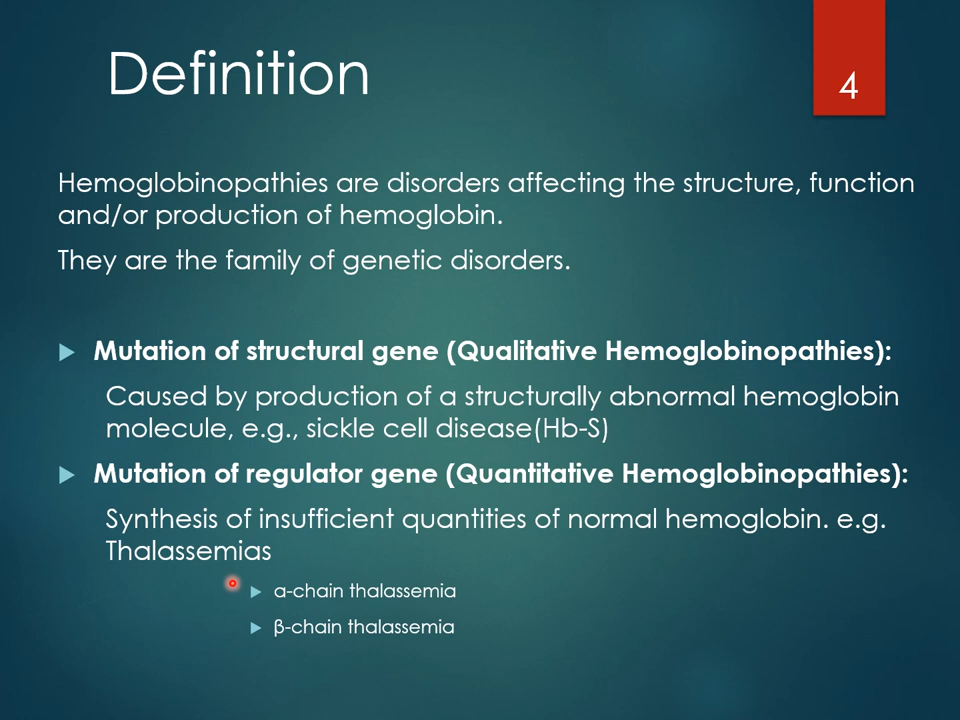 Definition
4
Hemoglobinopathies are disorders affecting the structure, function
and/or production of hemoglobin.
They are the family of genetic disorders.
Mutation of structural gene (Qualitative Hemoglobinopathies):
Caused by production of a structurally abnormal hemoglobin
molecule, e.g., sickle cell disease(Hb-S)
Mutation of regulator gene (Quantitative Hemoglobinopathies):
Synthesis of insufficient quantities of normal hemoglobin. e.g.
Thalassemias
α-chain thalassemia
β-chain thalassemia